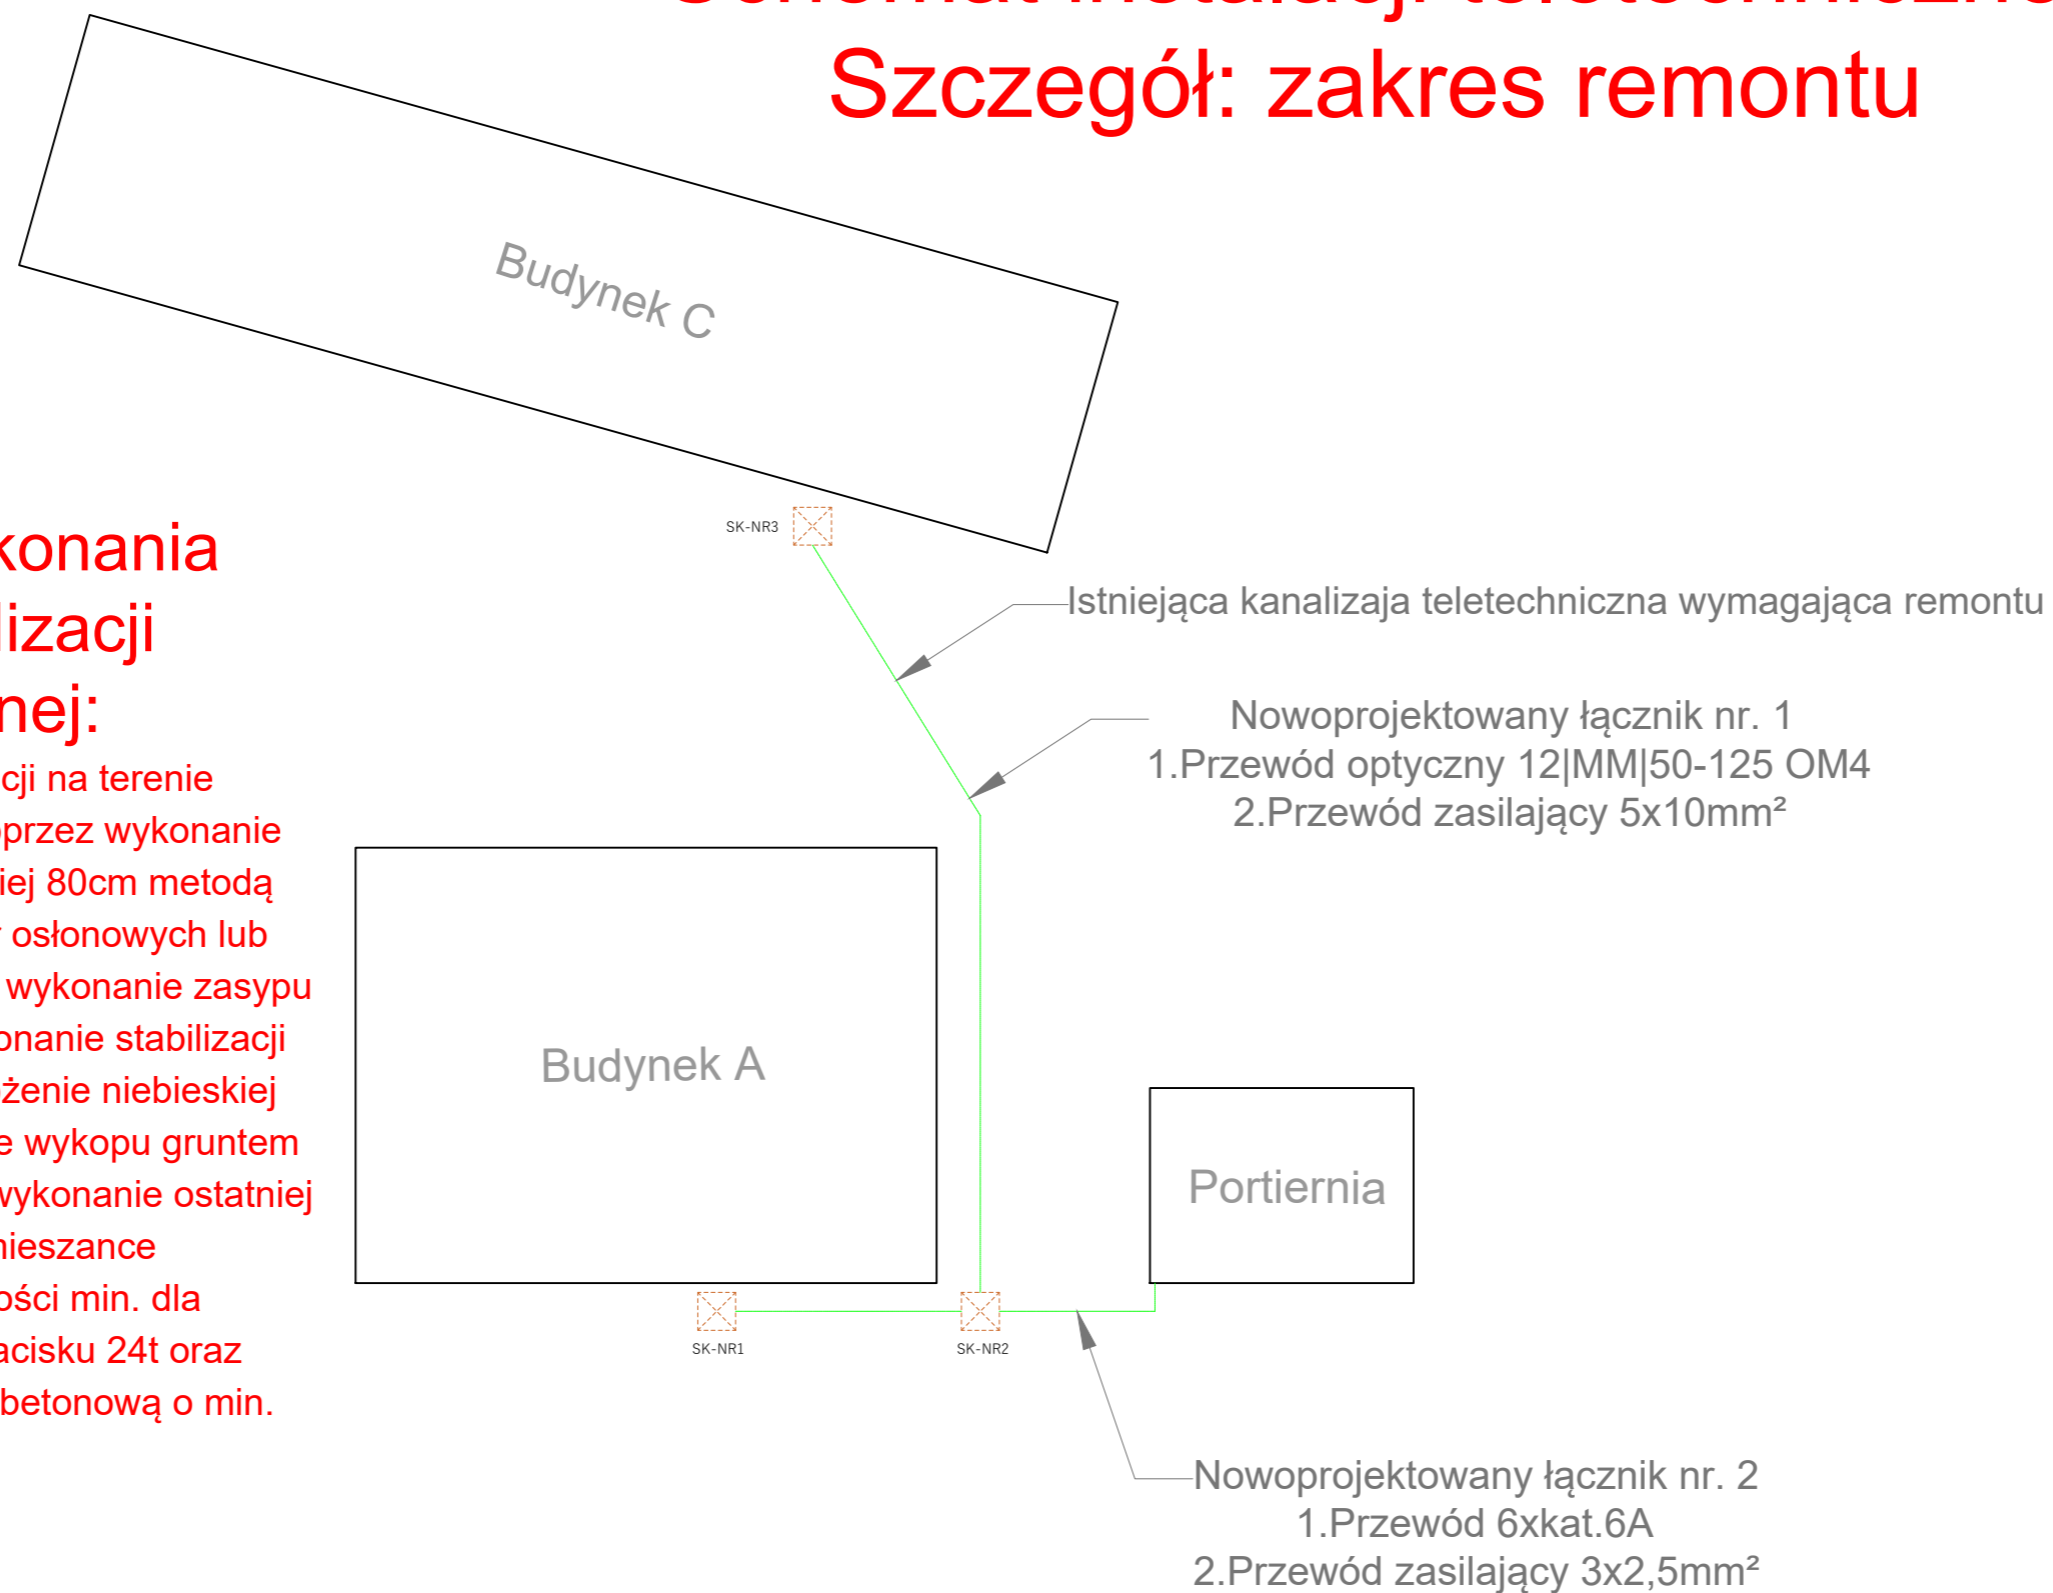 Szczegół: zakres remontu
Budynek C
SK-NR3
Istniejąca kanalizaja teletechniczna wymagająca remontu
Nowoprojektowany łącznik nr. 1
1.Przewód optyczny 12|MM|50-125 OM4
2.Przewód zasilający 5x10mm²
konania
lizacji
nej:
cji na terenie
oprzez wykonanie
iej 80cm metodą
osłonowych lub
wykonanie zasypu
onanie stabilizacji
ożenie niebieskiej
e wykopu gruntem
wykonanie ostatniej
mieszance
ości min. dla
acisku 24t oraz
betonową o min.
Budynek A
Portiernia
SK-NR1
SK-NR2
Nowoprojektowany łącznik nr. 2
1.Przewód 6xkat.6A
2.Przewód zasilający 3x2,5mm²